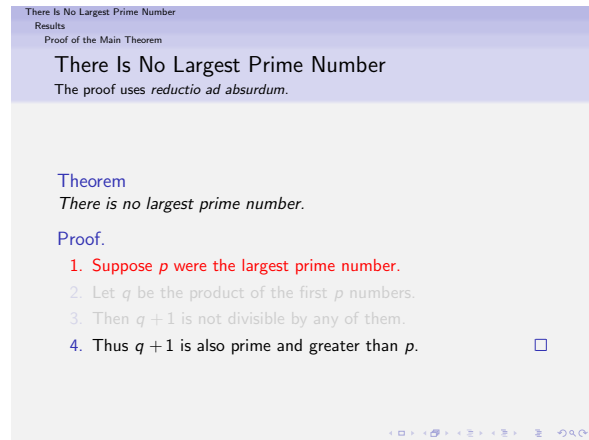 There Is No Largest Prime Number
Results
Proof of the Main Theorem
There Is No Largest Prime Number
The proof uses reductio ad absurdum.
Theorem
There is no largest prime number.
Proof.
1. Suppose p were the largest prime number.
2. Let q be the product of the first p numbers.
3. Then q + 1 is not divisible by any of them.
4. Thus q + 1 is also prime and greater than p.